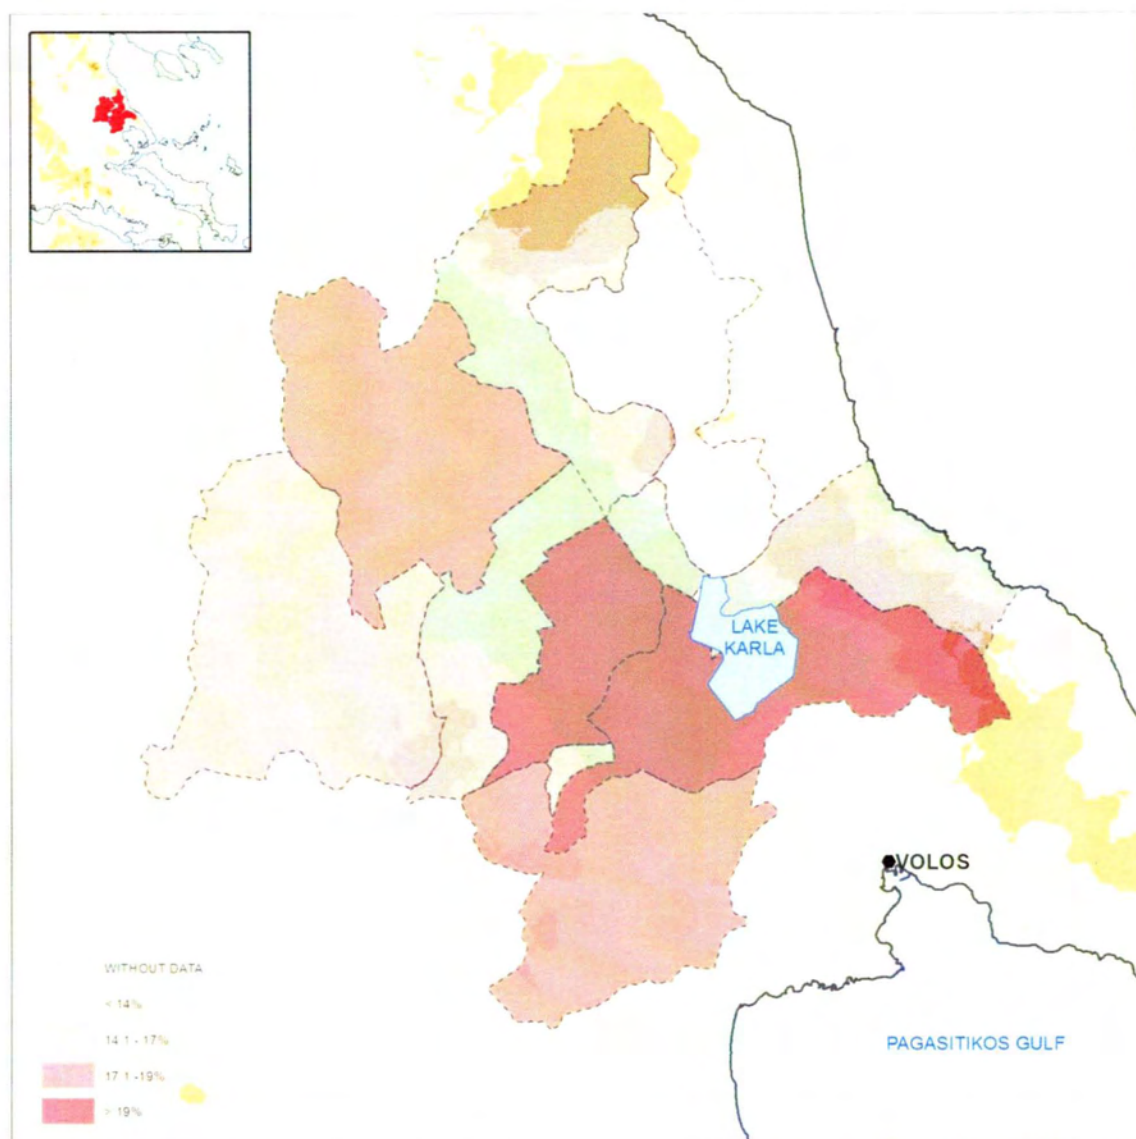 LAKE
KARLA
VOLOS
WITHOUT DATA
< 14%
14.1 - 17%
17.1 -19%
> 19%
PAGASITIKOS GULF